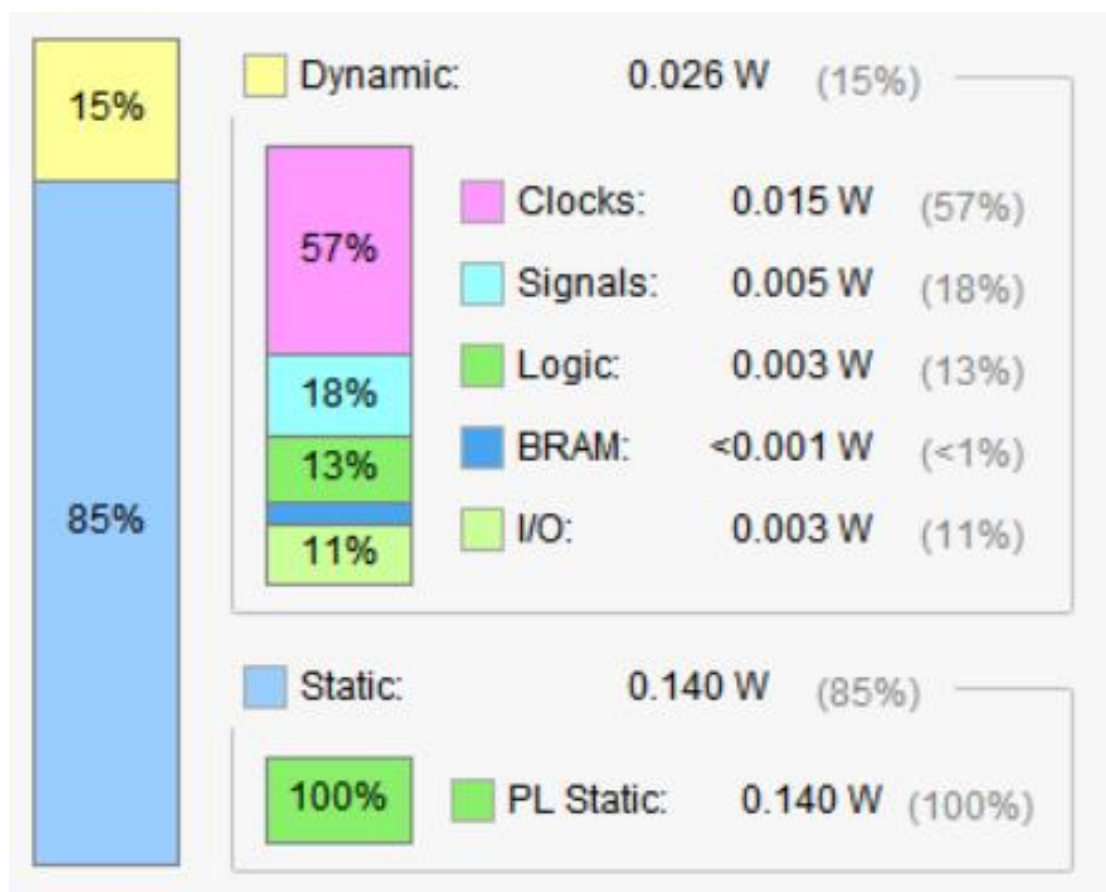 15%
Dynamic: 0.026 W (15%)
57%
Clocks: 0.015 W (57%)
18%
Signals: 0.005 W (18%)
13%
Logic: 0.003 W (13%)
BRAM: <0.001 W (<1%)
11%
I/O: 0.003 W (11%)
85%
Static: 0.140 W (85%)
100%
PL Static: 0.140 W (100%)